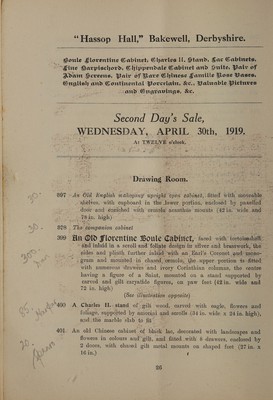 "Hassop Hall," Bakewell, Derbyshire.
Boule Florentine Cabinet, Charles II. Stand, Lac Cabinets,
Fine Harpsichord, Chippendale Cabinet and Suite, Pair of
Adam Screens, Pair of Rare Chinese Famille Rose Vases,
English and Continental Porcelain, &c., Valuable Pictures
and Engravings, &c.
Second Day's Sale,
WEDNESDAY, APRIL 30th, 1919.
At TWELVE o'clock.
Drawing Room.
397 An Old English mahogany upright open cabinet, fitted with moveable
shelves, with cupboard in the lower portion, enclosed by panelled
door and enriched with ormolu acanthus mounts (42 in. wide and
76 in. high)
398 The companion cabinet
399 An Old Florentine Boule Cabinet, faced with tortoiseshell
and inlaid in a scroll and foliate design in silver and brasswork, the
sides and plinth further inlaid with an Earl's Coronet and mono-
gram and mounted in chased ormolu, the upper portion is fitted
with numerous drawers and ivory Corinthian columns, the centre
having a figure of a Saint, mounted on a stand supported by
carved and gilt caryatide figures, on paw feet (42 in. wide and
72 in. high)
(See illustration opposite)
400 A Charles II. stand of gilt wood, carved with eagle, flowers and
foliage, supported by mermaid and scrolls (34 in. wide x 24 in. high),
and the marble slab to fit
401 An old Chinese cabinet of black lac, decorated with landscapes and
flowers in colours and gilt, and fitted with 8 drawers, enclosed by
2 doors, with almond gilt metal mounts on shaped feet (27 in. x
16 in.)
26
30.
300.
95.
30.